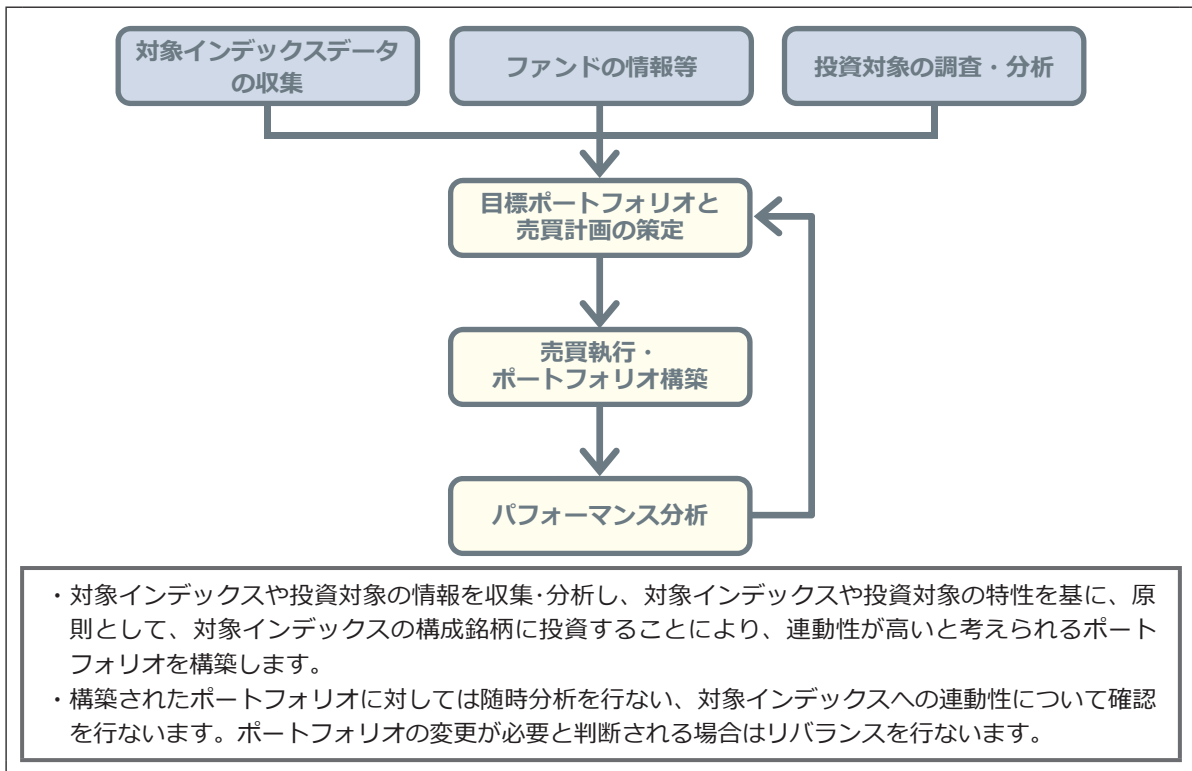 対象インデックスデータ
の収集
ファンドの情報等
投資対象の調査・分析
目標ポートフォリオと
売買計画の策定
売買執行・
ポートフォリオ構築
パフォーマンス分析
・対象インデックスや投資対象の情報を収集･分析し、対象インデックスや投資対象の特性を基に、原
則として、対象インデックスの構成銘柄に投資することにより、連動性が高いと考えられるポート
フォリオを構築します。
・構築されたポートフォリオに対しては随時分析を行ない、対象インデックスへの連動性について確認
を行ないます。ポートフォリオの変更が必要と判断される場合はリバランスを行ないます。